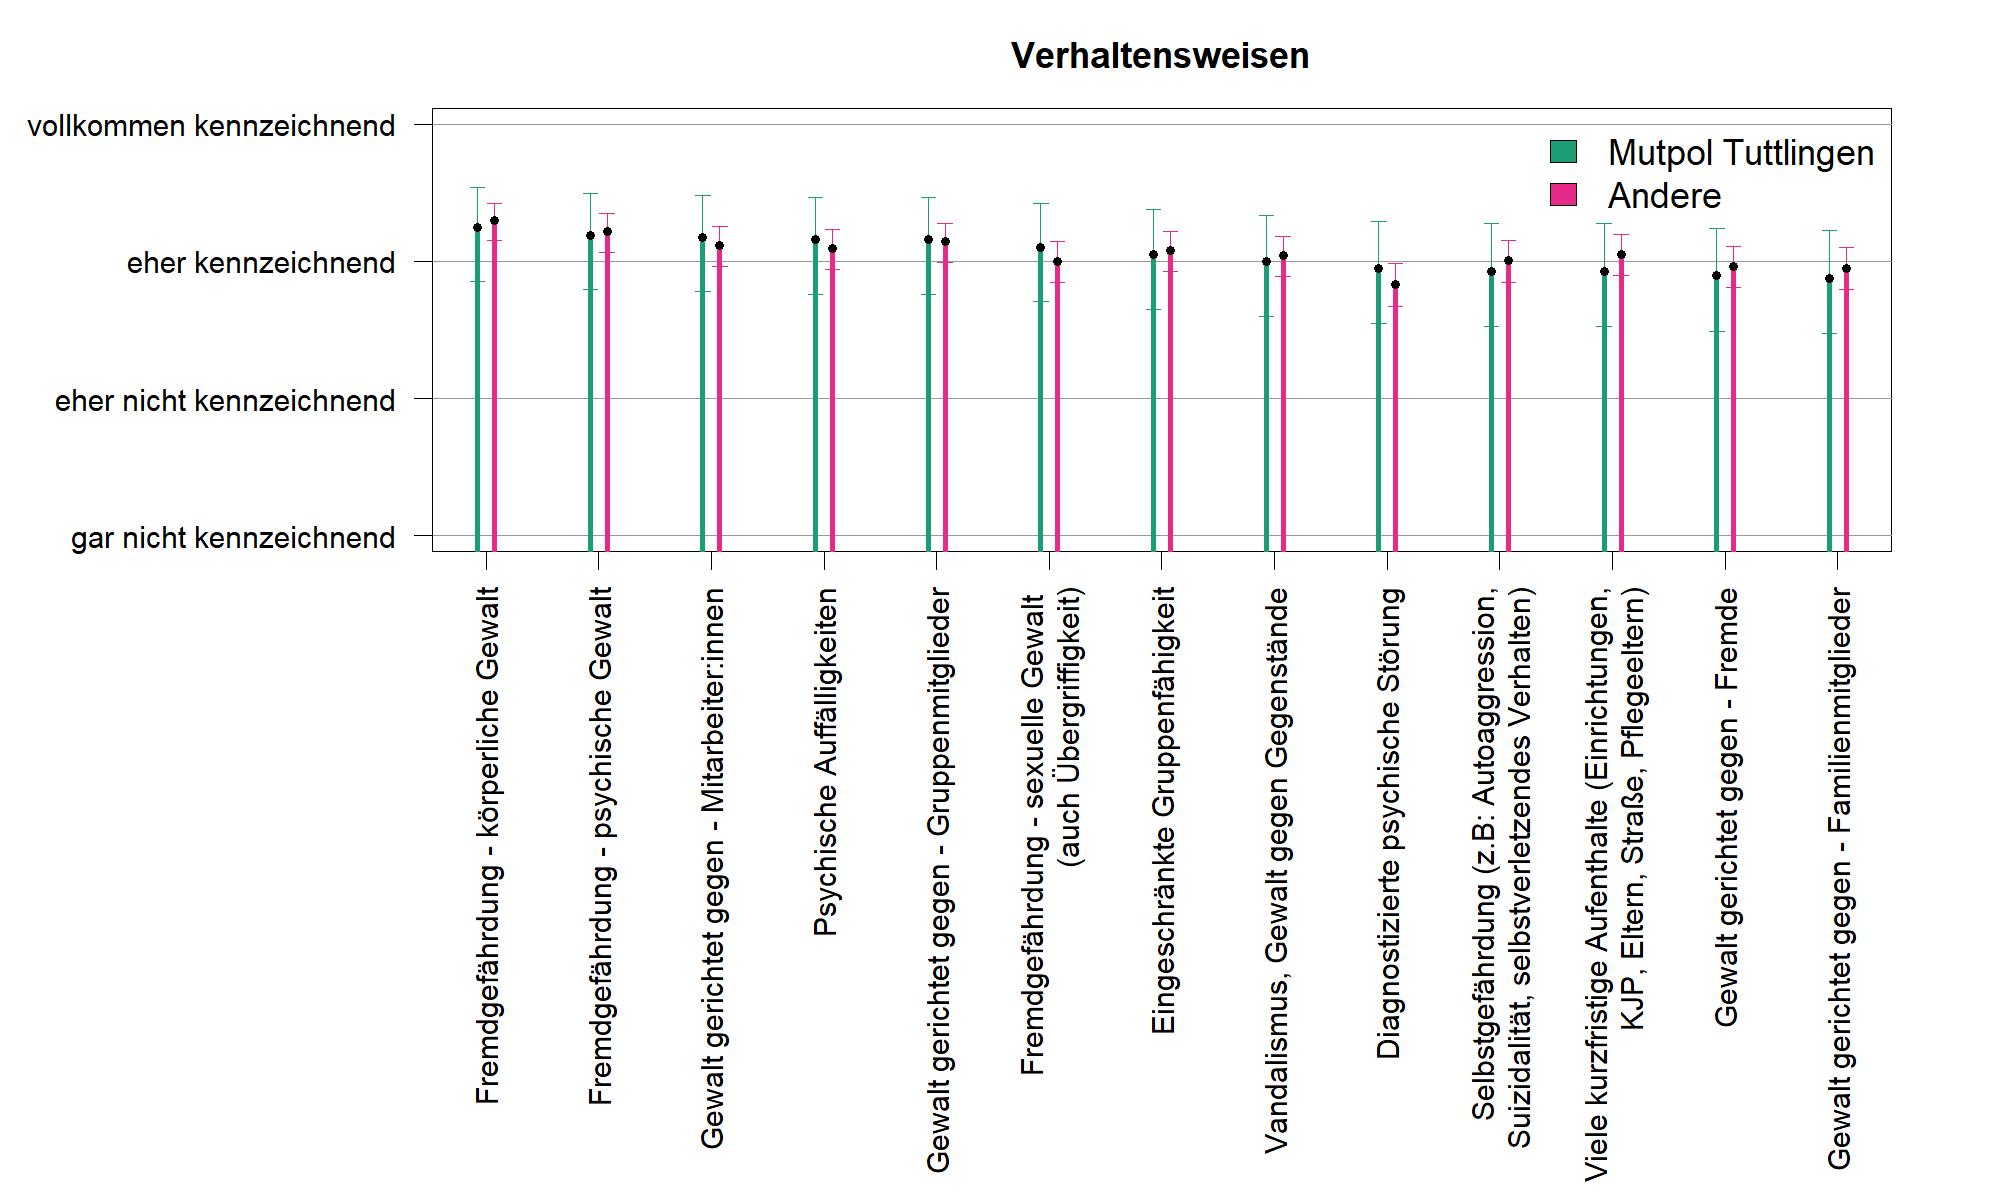 Verhaltensweisen
vollkommen kennzeichnend
eher kennzeichnend
eher nicht kennzeichnend
gar nicht kennzeichnend
Mutpol Tuttlingen
Andere
Fremdgefährdung - körperliche Gewalt
Fremdgefährdung - psychische Gewalt
Gewalt gerichtet gegen - Mitarbeiter:innen
Psychische Auffälligkeiten
Gewalt gerichtet gegen - Gruppenmitglieder
Fremdgefährdung - sexuelle Gewalt
(auch Übergriffigkeit)
Eingeschränkte Gruppenfähigkeit
Vandalismus, Gewalt gegen Gegenstände
Diagnostizierte psychische Störung
Selbstgefährdung (z.B: Autoaggression,
Suizidalität, selbstverletzendes Verhalten)
Viele kurzfristige Aufenthalte (Einrichtungen,
KJP, Eltern, Straße, Pflegeeltern)
Gewalt gerichtet gegen - Fremde
Gewalt gerichtet gegen - Familienmitglieder